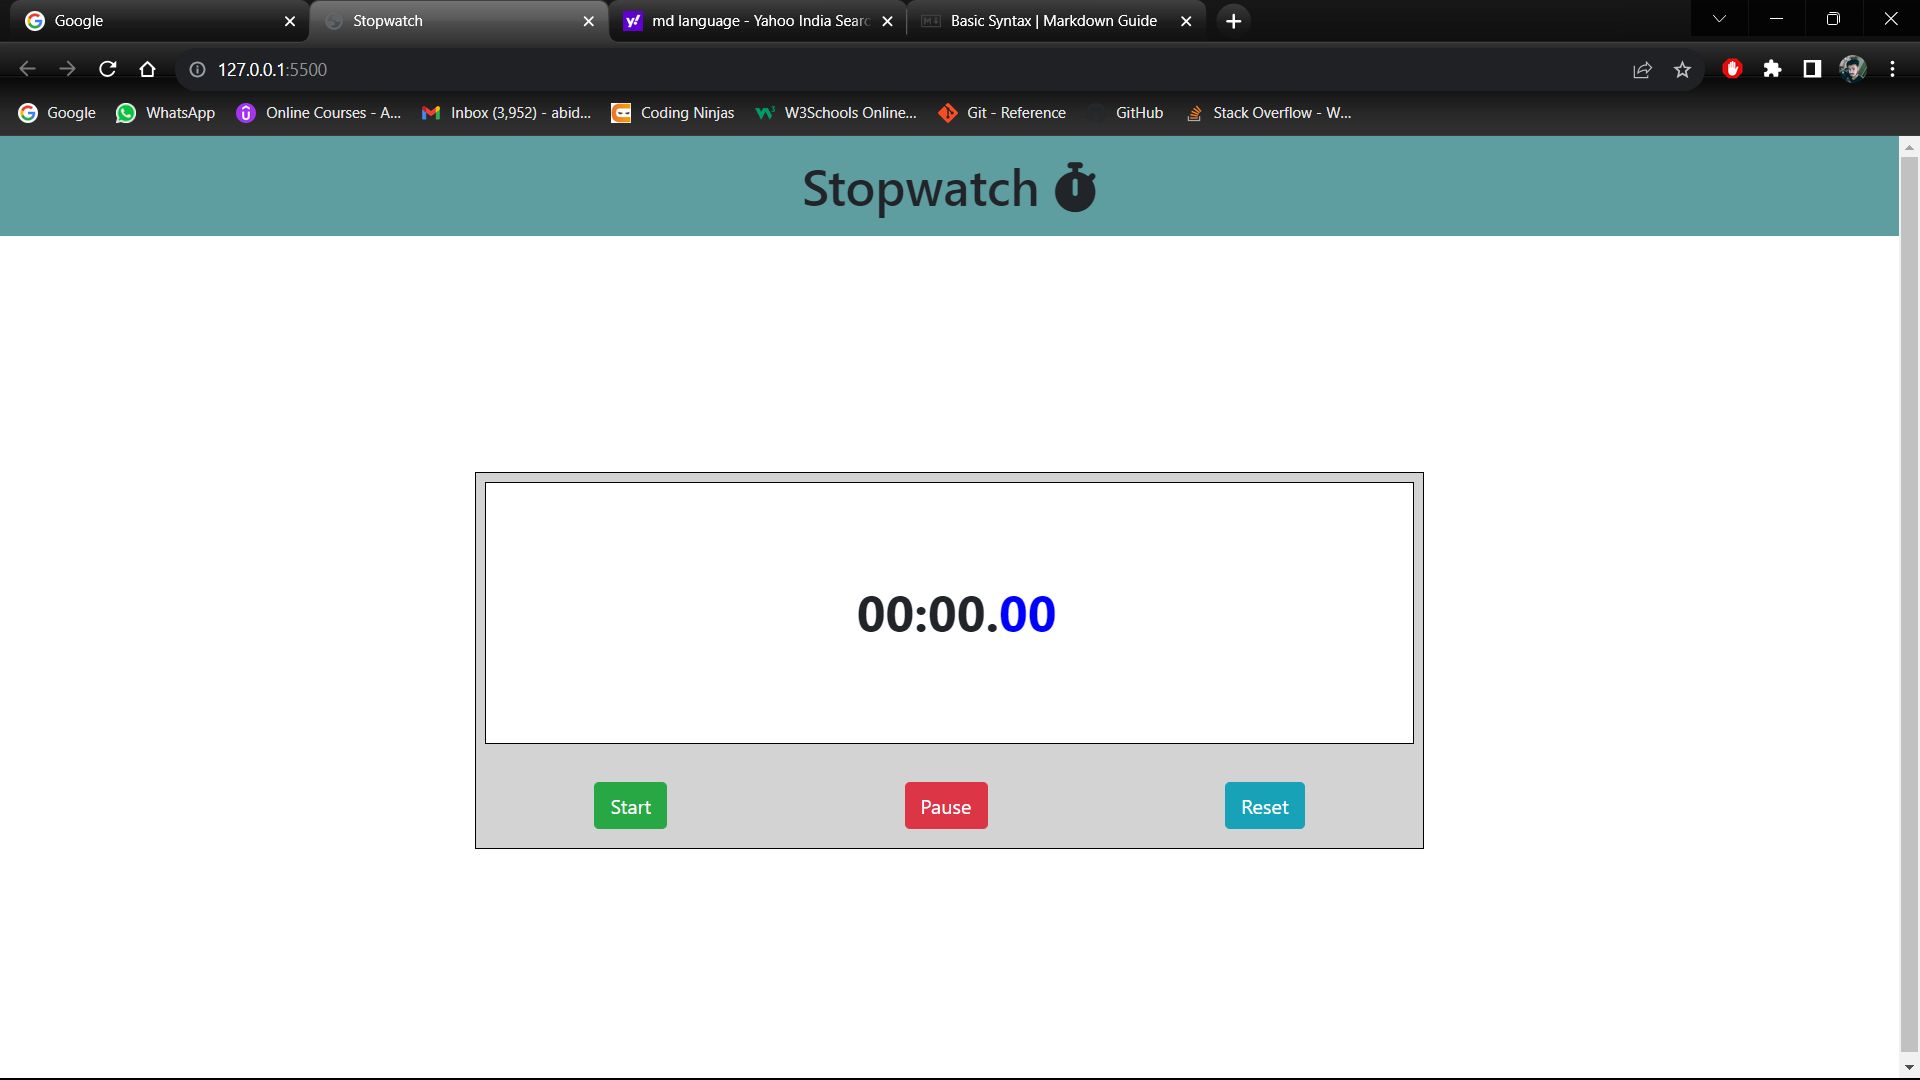 Google
Stopwatch
md language - Yahoo India Searc
Basic Syntax | Markdown Guide
127.0.0.1:5500
Google
WhatsApp
Online Courses - A...
Inbox (3,952) - abid...
Coding Ninjas
W3Schools Online...
Git - Reference
GitHub
Stack Overflow - W...
Stopwatch
00:00.00
Start
Pause
Reset